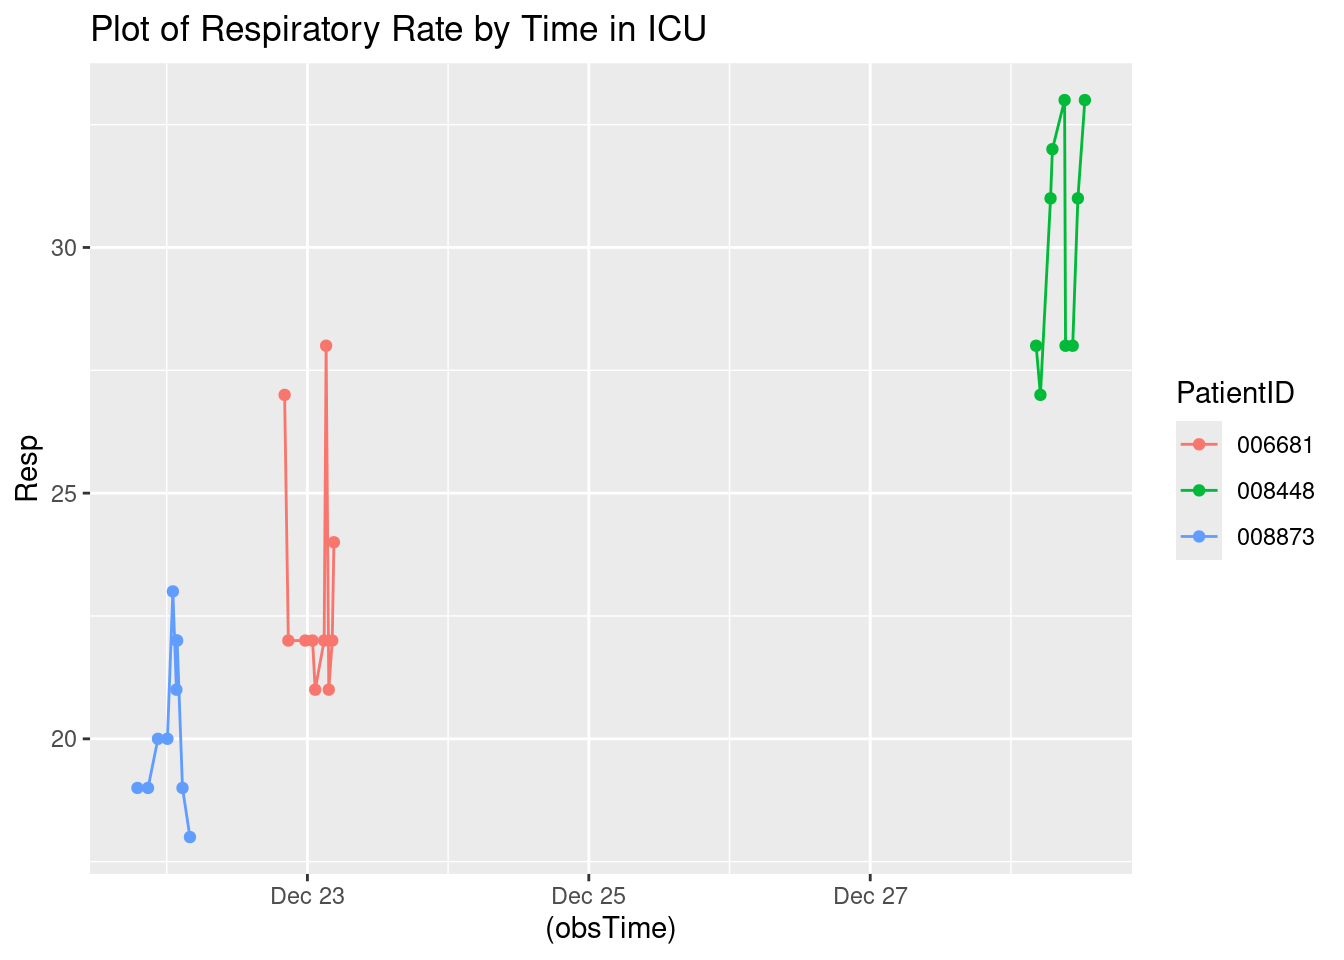 Plot of Respiratory Rate by Time in ICU
Resp
30
25
20
Dec 23
Dec 25
Dec 27
(obsTime)
PatientID
006681
008448
008873